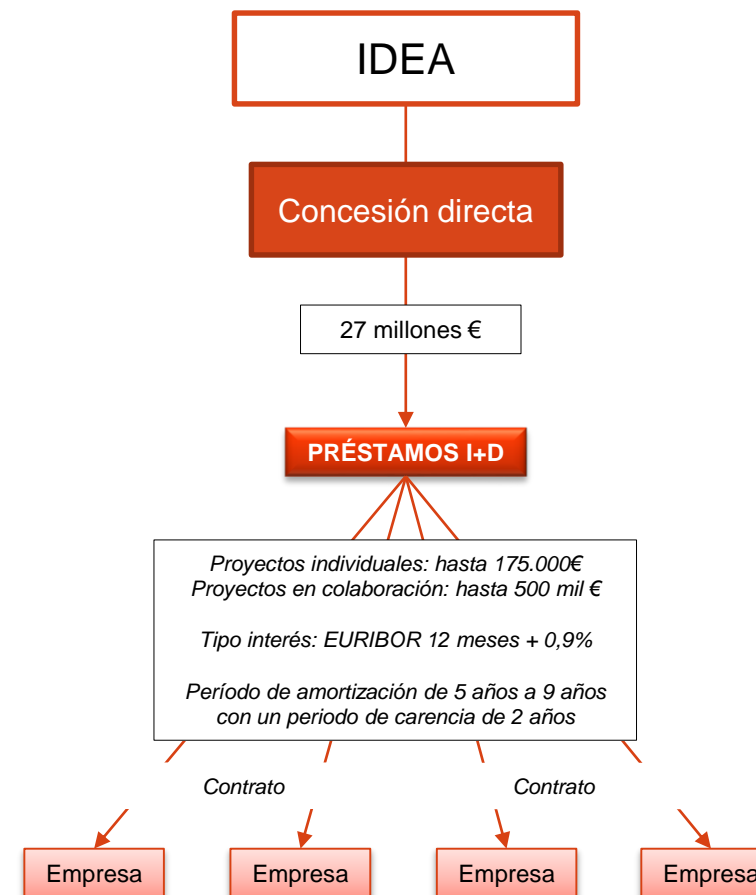 IDEA
Concesión directa
27 millones €
PRÉSTAMOS I+D
Proyectos individuales: hasta 175.000€
Proyectos en colaboración: hasta 500 mil €
Tipo interés: EURIBOR 12 meses + 0,9%
Período de amortización de 5 años a 9 años
con un periodo de carencia de 2 años
Contrato Contrato
Empresa Empresa Empresa Empresa